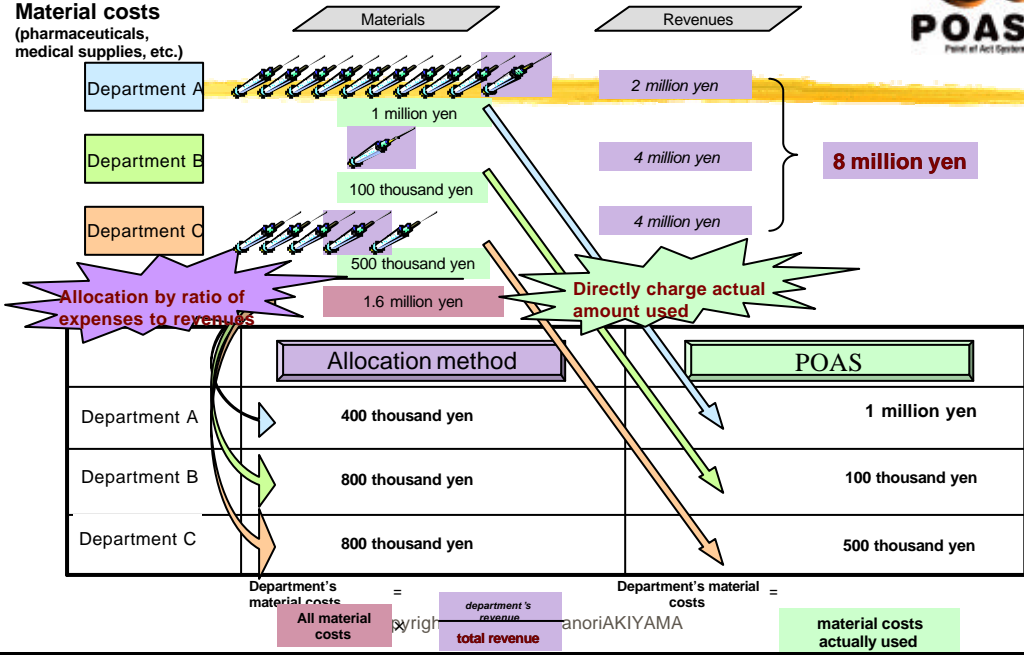 Material costs
(pharmaceuticals,
medical supplies, etc.)
Materials
Revenues
POAS
Point of Act System
Department A
2 million yen
1 million yen
Department B
4 million yen
8 million yen
100 thousand yen
Department C
4 million yen
500 thousand yen
Allocation by ratio of
expenses to revenues
1.6 million yen
Directly charge actual
amount used
Allocation method
POAS
Department A
400 thousand yen
1 million yen
Department B
800 thousand yen
100 thousand yen
Department C
800 thousand yen
500 thousand yen
Department's
material costs
=
Department's material
costs
=
All material
costs
×
department's
revenue
total revenue
pyrigh
anoriAKIYAMA
material costs
actually used